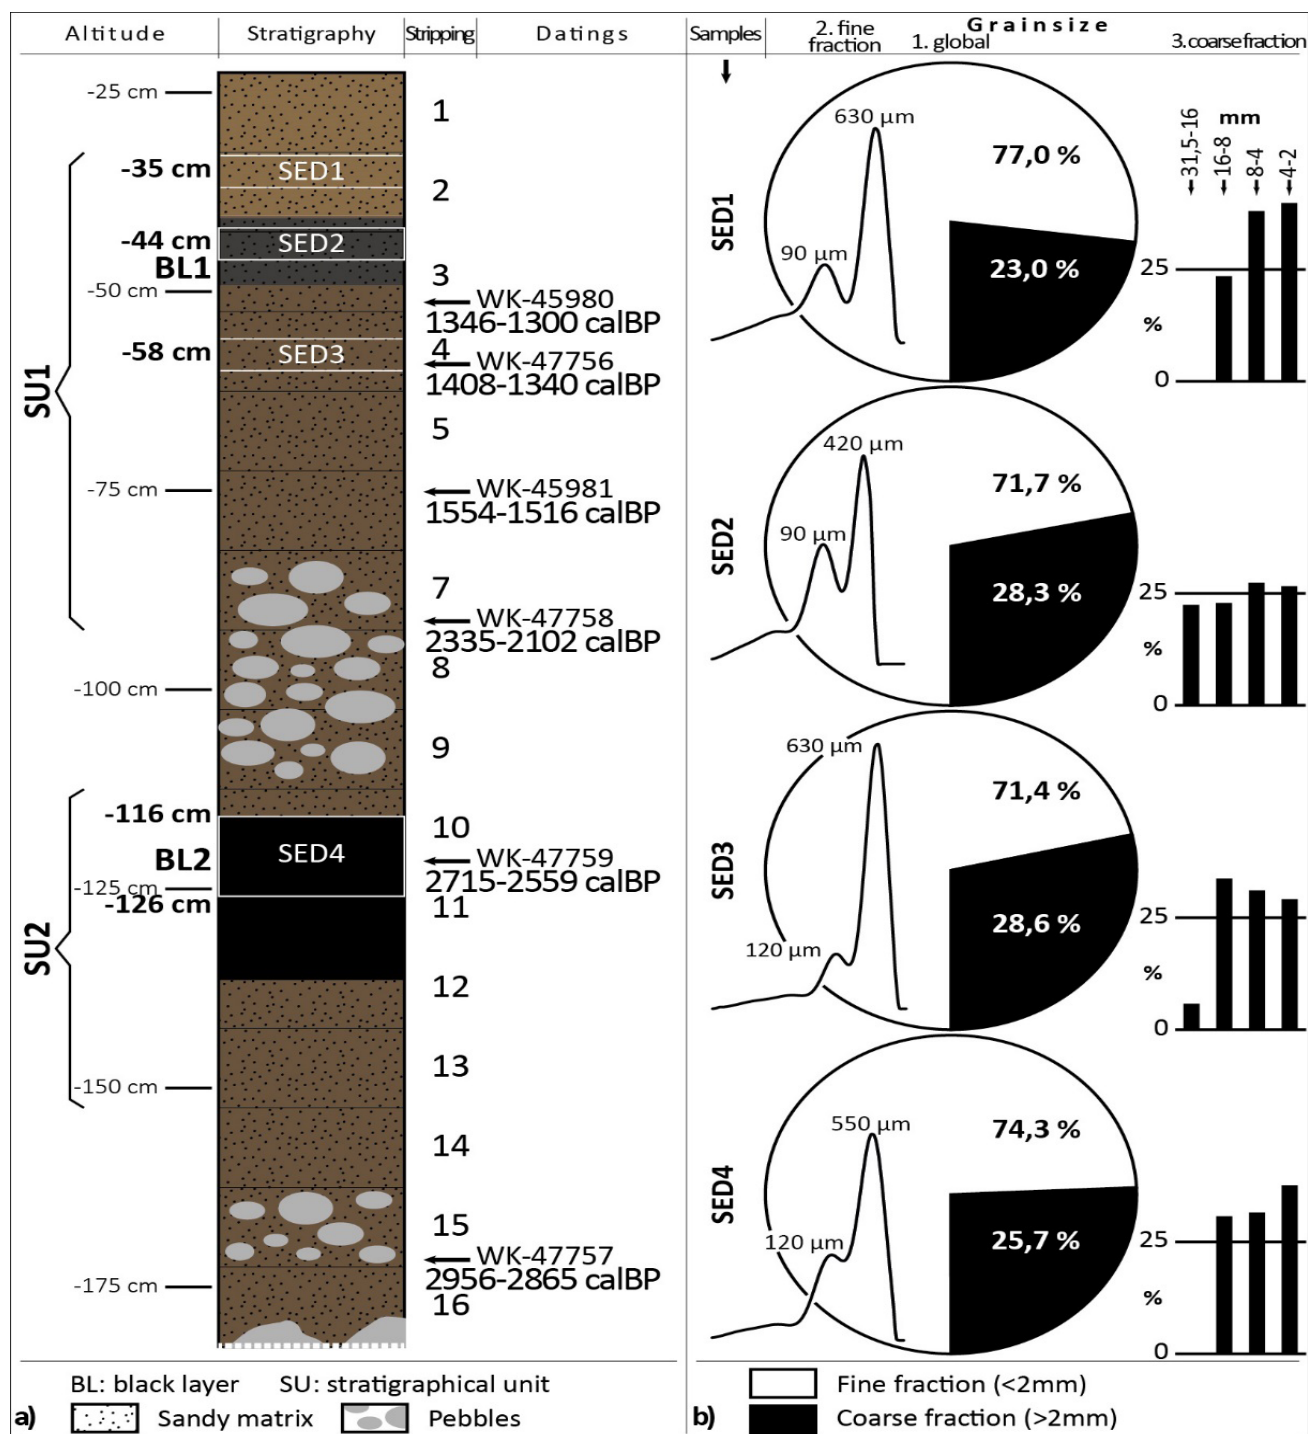 Altitude
Stratigraphy
Stripping
Datings
Samples
Grainsize
2. fine
fraction
1. global
3. coarse fraction
-25 cm
-35 cm
-44 cm
BL1
-50 cm
-58 cm
SU1
-75 cm
-100 cm
-116 cm
BL2
-125 cm
-126 cm
SU2
-150 cm
-175 cm
SED1
SED2
SED3
SED4
1
2
3
4
5
7
8
9
10
11
12
13
14
15
16
WK-45980
1346-1300 calBP
WK-47756
1408-1340 calBP
WK-45981
1554-1516 calBP
WK-47758
2335-2102 calBP
WK-47759
2715-2559 calBP
WK-47757
2956-2865 calBP
SED1
90 µm
630 µm
77,0 %
23,0 %
mm
31,5-16
16-8
8-4
4-2
25
%
0
SED2
90 µm
420 µm
71,7 %
28,3 %
25
%
0
SED3
120 µm
630 µm
71,4 %
28,6 %
25
%
0
SED4
120 µm
550 µm
74,3 %
25,7 %
25
%
0
BL: black layer SU: stratigraphical unit
a) Sandy matrix Pebbles
Fine fraction (<2mm)
b) Coarse fraction (>2mm)